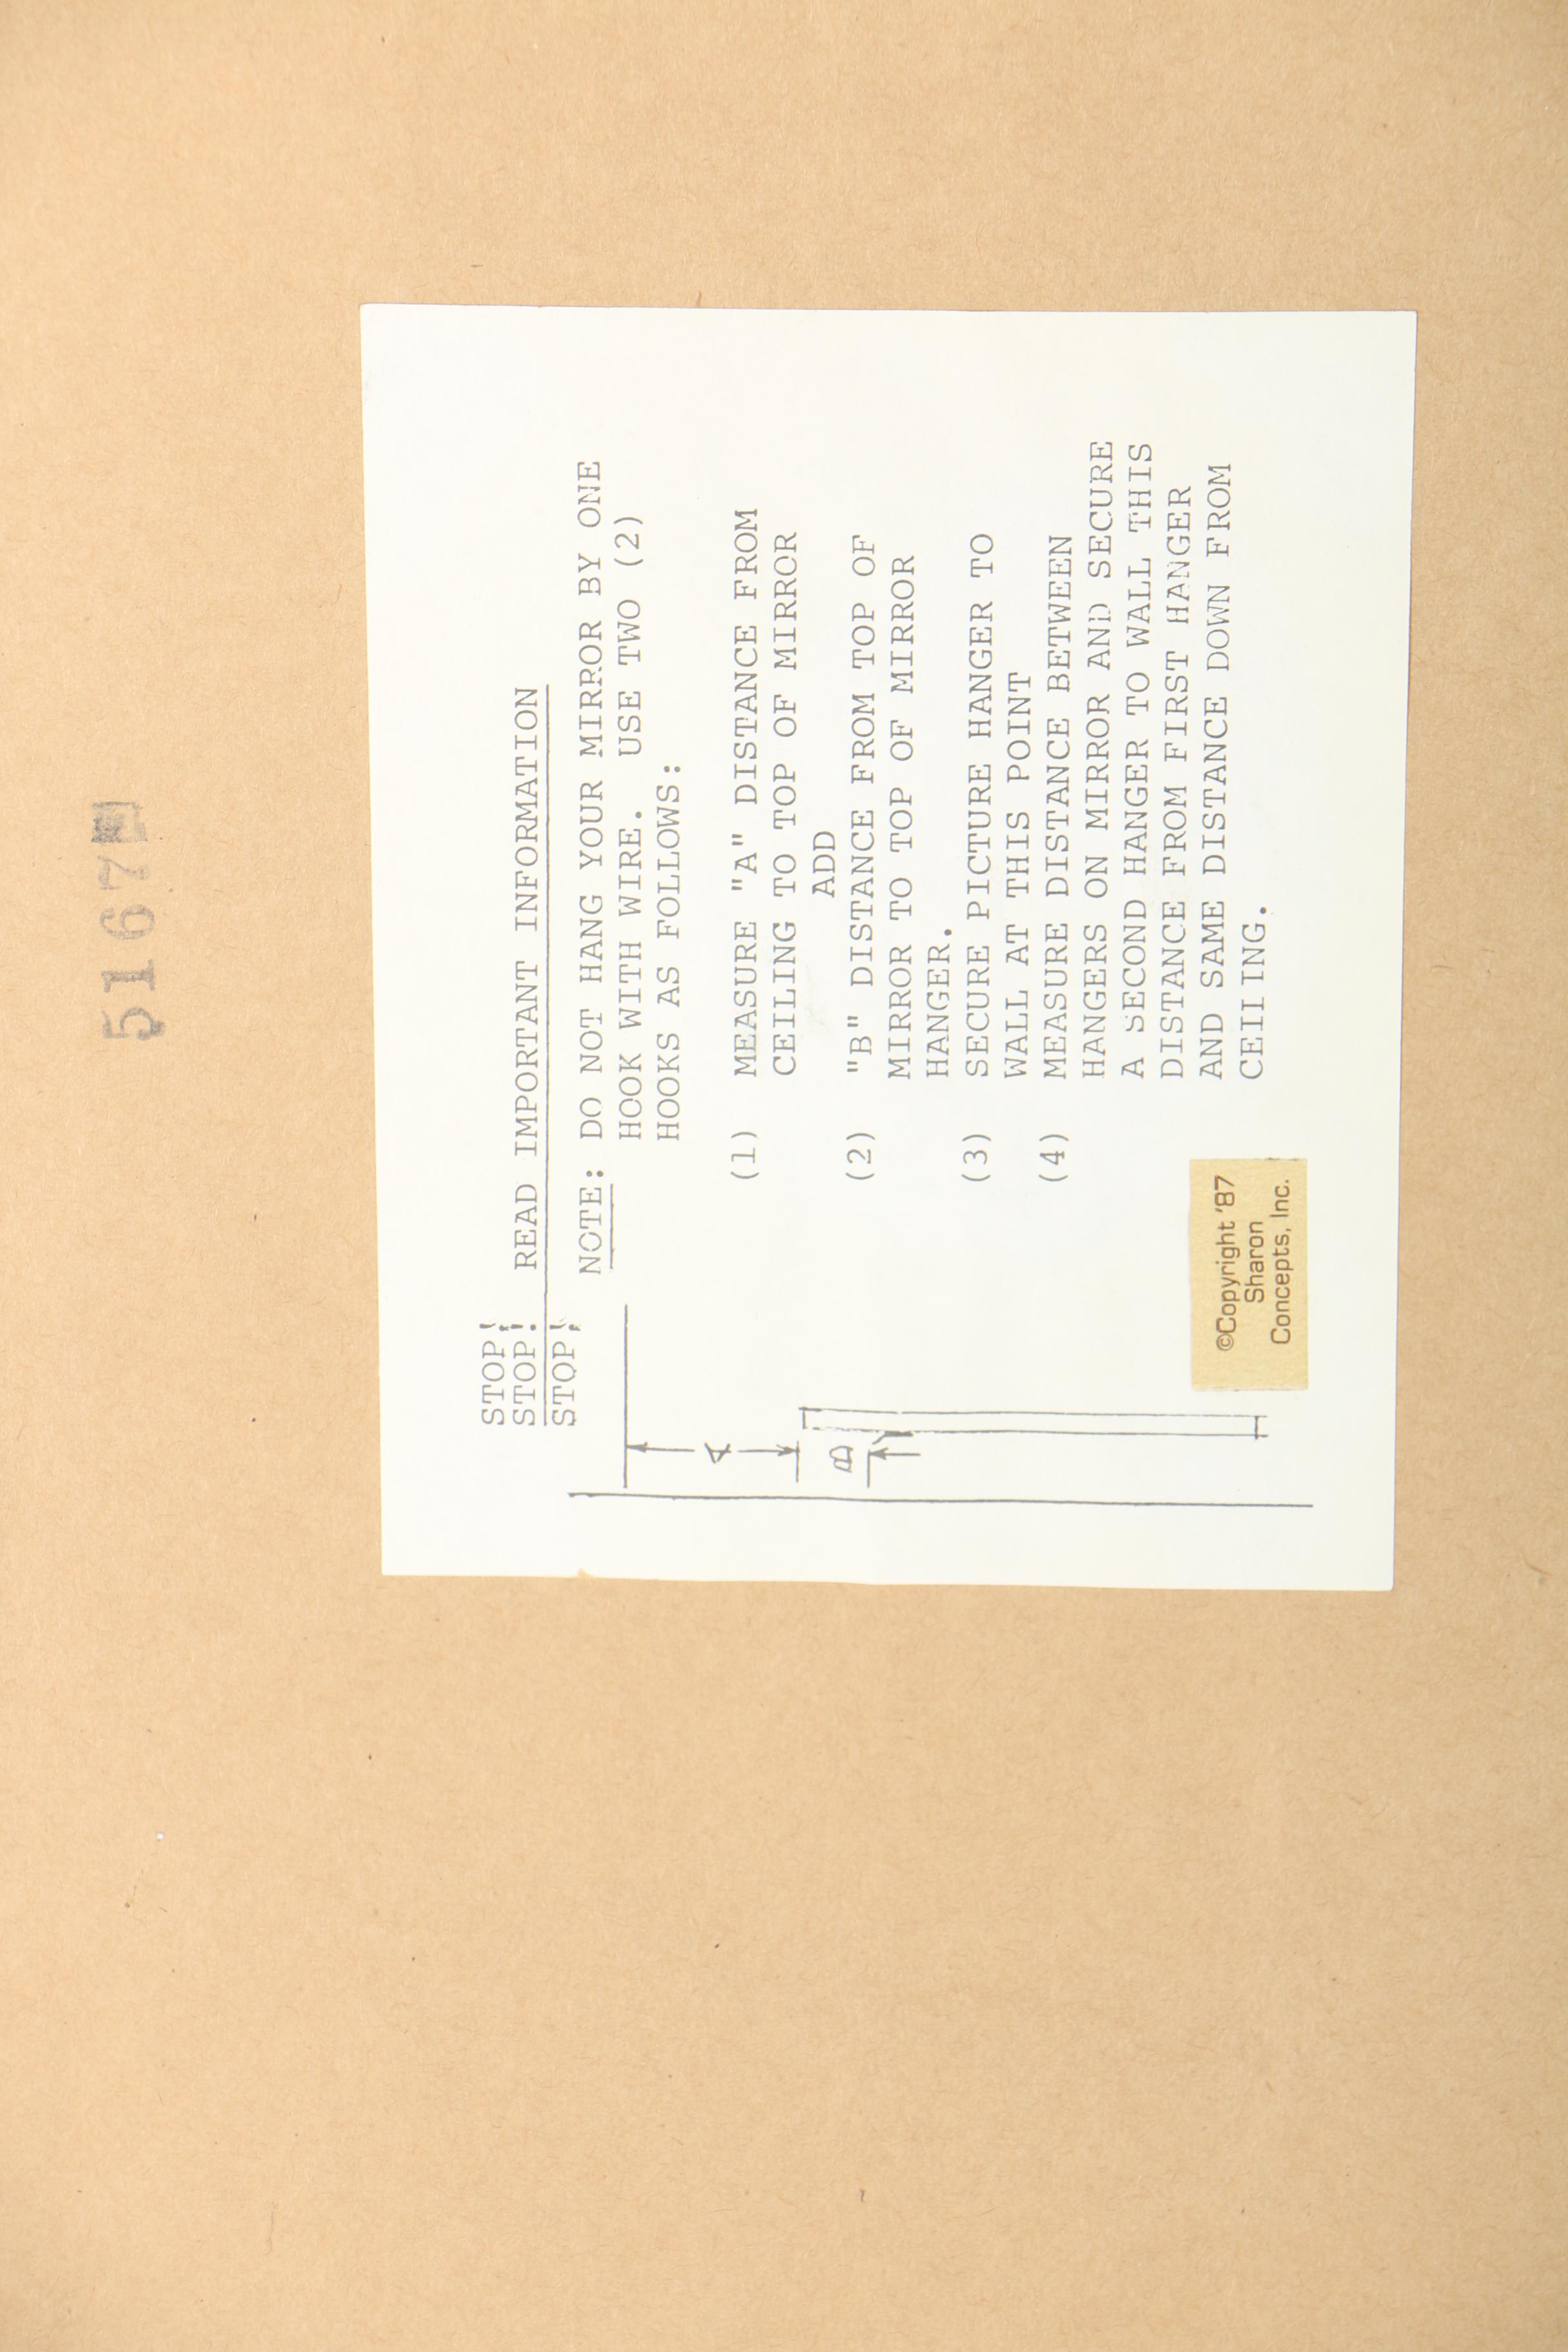 5167
STOP!
STOP! READ IMPORTANT INFORMATION
STOP!
NOTE: DO NOT HANG YOUR MIRROR BY ONE
HOOK WITH WIRE. USE TWO (2)
HOOKS AS FOLLOWS:
(1) MEASURE "A" DISTANCE FROM
CEILING TO TOP OF MIRROR
ADD
(2) "B" DISTANCE FROM TOP OF
MIRROR TO TOP OF MIRROR
HANGER.
(3) SECURE PICTURE HANGER TO
WALL AT THIS POINT
(4) MEASURE DISTANCE BETWEEN
HANGERS ON MIRROR AND SECURE
A SECOND HANGER TO WALL THIS
DISTANCE FROM FIRST HANGER
AND SAME DISTANCE DOWN FROM
CEILING.
A
B
©Copyright '87
Sharon
Concepts, Inc.